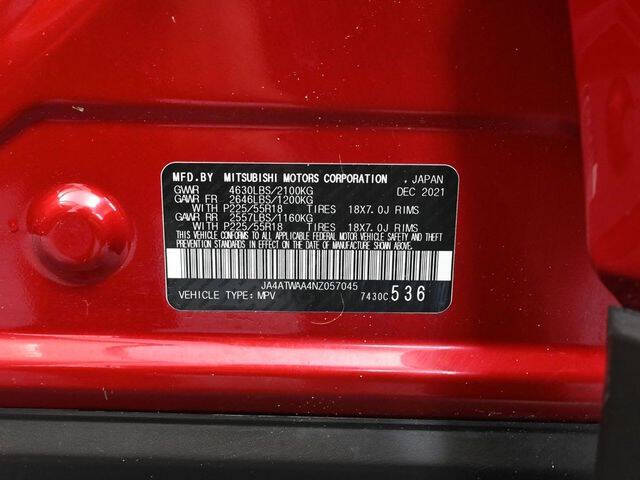 MFD.BY MITSUBISHI MOTORS CORPORATION , JAPAN
GVWR 4630LBS/2100KG DEC 2021
GAWR FR 2646LBS/1200KG
WITH P225/55R18 TIRES 18X7.0J RIMS
GAWR RR 2557LBS/1160KG
WITH P225/55R18 TIRES 18X7.0J RIMS
THIS VEHICLE CONFORMS TO ALL APPLICABLE FEDERAL MOTOR VEHICLE SAFETY AND THEFT
PREVENTION STANDARDS IN EFFECT ON THE DATE OF MANUFACTURE SHOWN ABOVE.
JA4ATWAA4NZ057045
VEHICLE TYPE:MPV 7430C 536